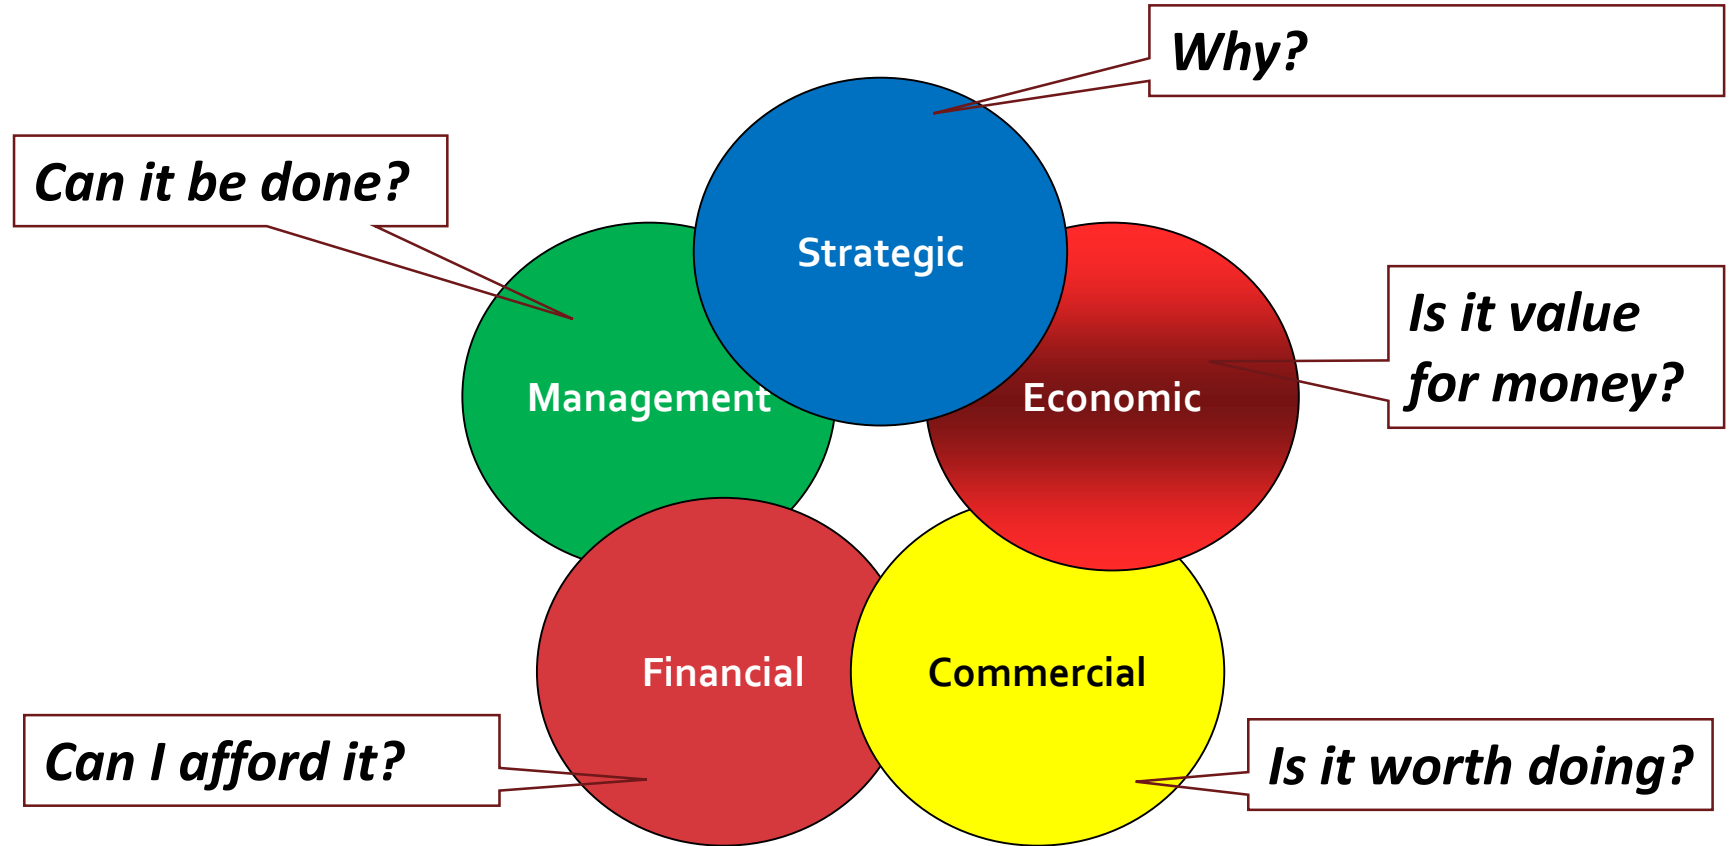 Why?
Can it be done?
Strategic
Is it value
for money?
Management
Economic
Financial
Commercial
Can I afford it?
Is it worth doing?